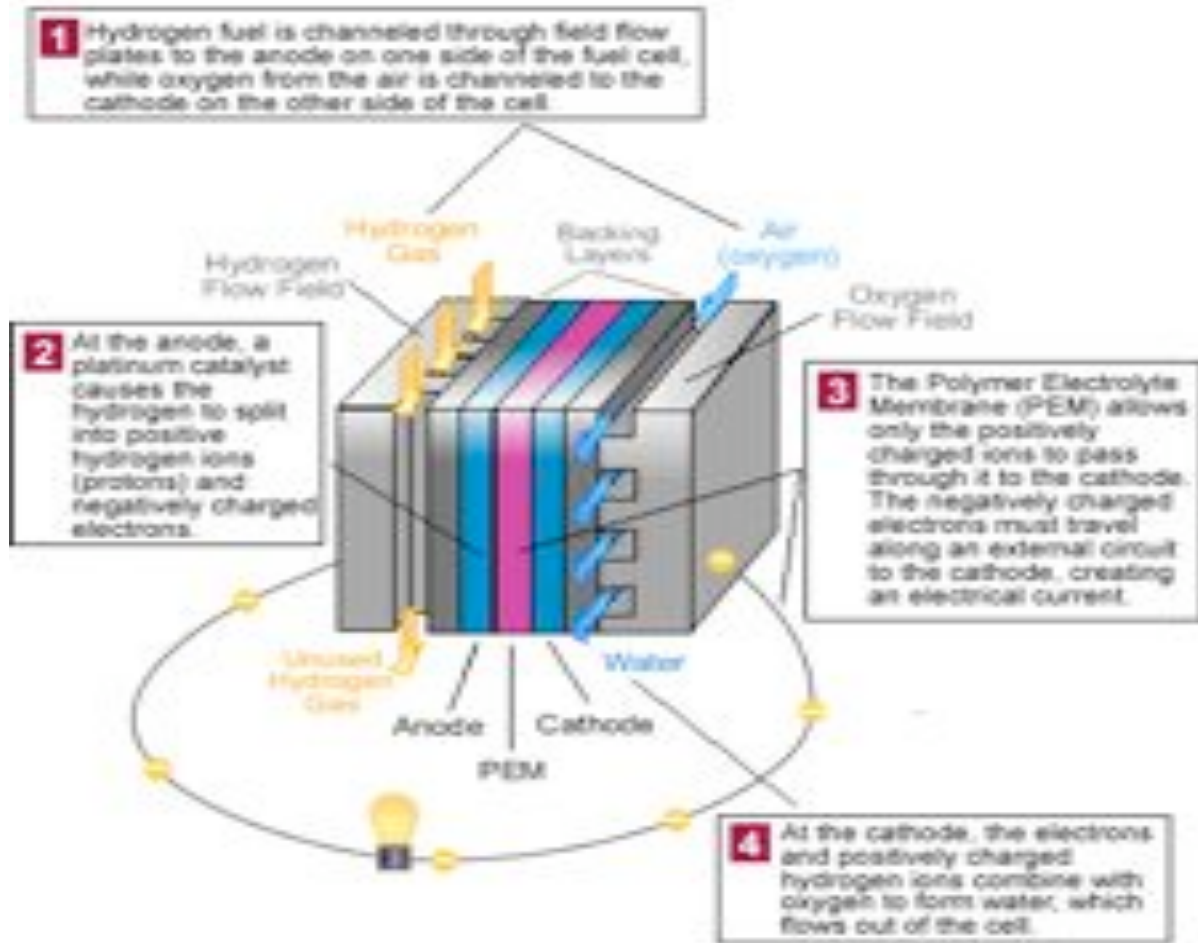 1 Hydrogen fuel is channeled through field flow
plates to the anode on one side of the fuel cell,
while oxygen from the air is channeled to the
cathode on the other side of the cell.
Hydrogen
Gas
Backing
Layers
Air
(oxygen)
Hydrogen
Flow Field
Oxygen
Flow Field
2 At the anode, a
platinum catalyst
causes the
hydrogen to split
into positive
hydrogen ions
(protons) and
negatively charged
electrons.
3 The Polymer Electrolyte
Membrane (PEM) allows
only the positively
charged ions to pass
through it to the cathode.
The negatively charged
electrons must travel
along an external circuit
to the cathode, creating
an electrical current.
Unused
Hydrogen
Gas
Water
Anode
Cathode
PEM
4 At the cathode, the electrons
and positively charged
hydrogen ions combine with
oxygen to form water, which
flows out of the cell.